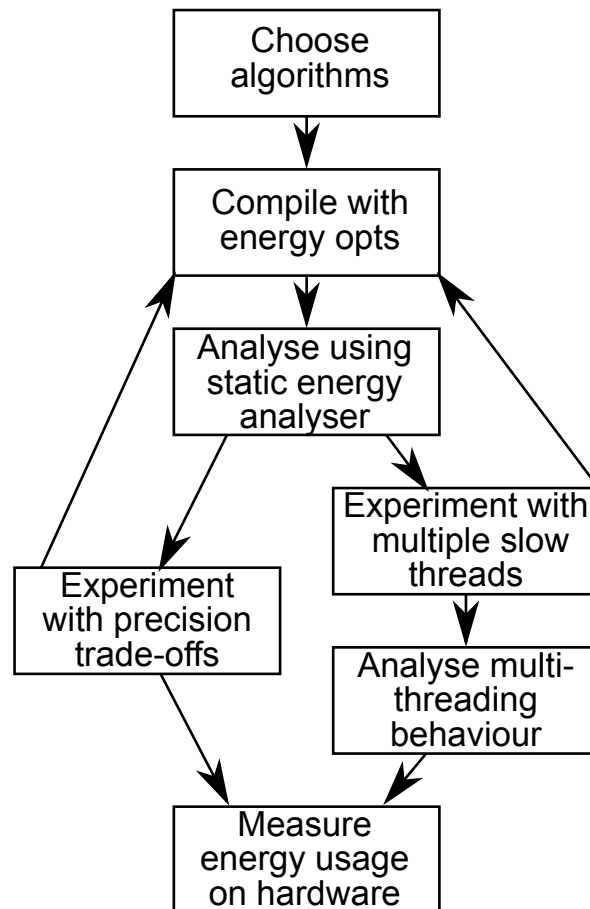 Choose
algorithms
Compile with
energy opts
Analyse using
static energy
analyser
Experiment with
multiple slow
threads
Experiment
with precision
trade-offs
Analyse multi-
threading
behaviour
Measure
energy usage
on hardware